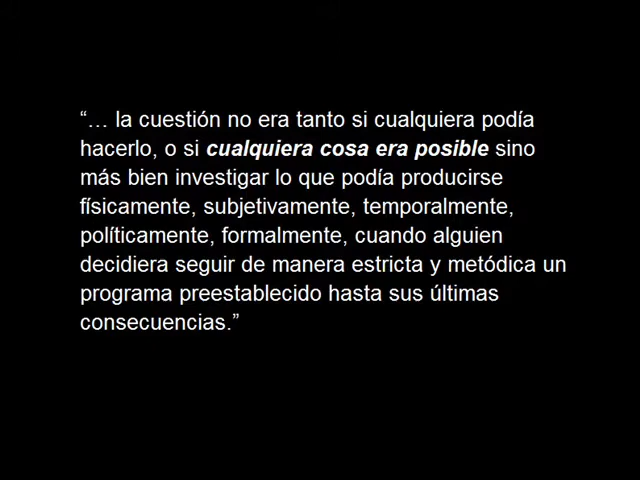 “… la cuestión no era tanto si cualquiera podía
hacerlo, o si cualquiera cosa era posible sino
más bien investigar lo que podía producirse
físicamente, subjetivamente, temporalmente,
políticamente, formalmente, cuando alguien
decidiera seguir de manera estricta y metódica un
programa preestablecido hasta sus últimas
consecuencias.”